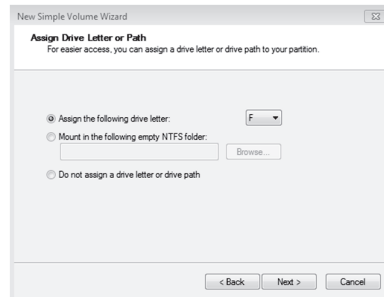 New Simple Volume Wizard
Assign Drive Letter or Path
For easier access, you can assign a drive letter or drive path to your partition.
Assign the following drive letter:
F
Mount in the following empty NTFS folder:
Browse...
Do not assign a drive letter or drive path
< Back
Next >
Cancel